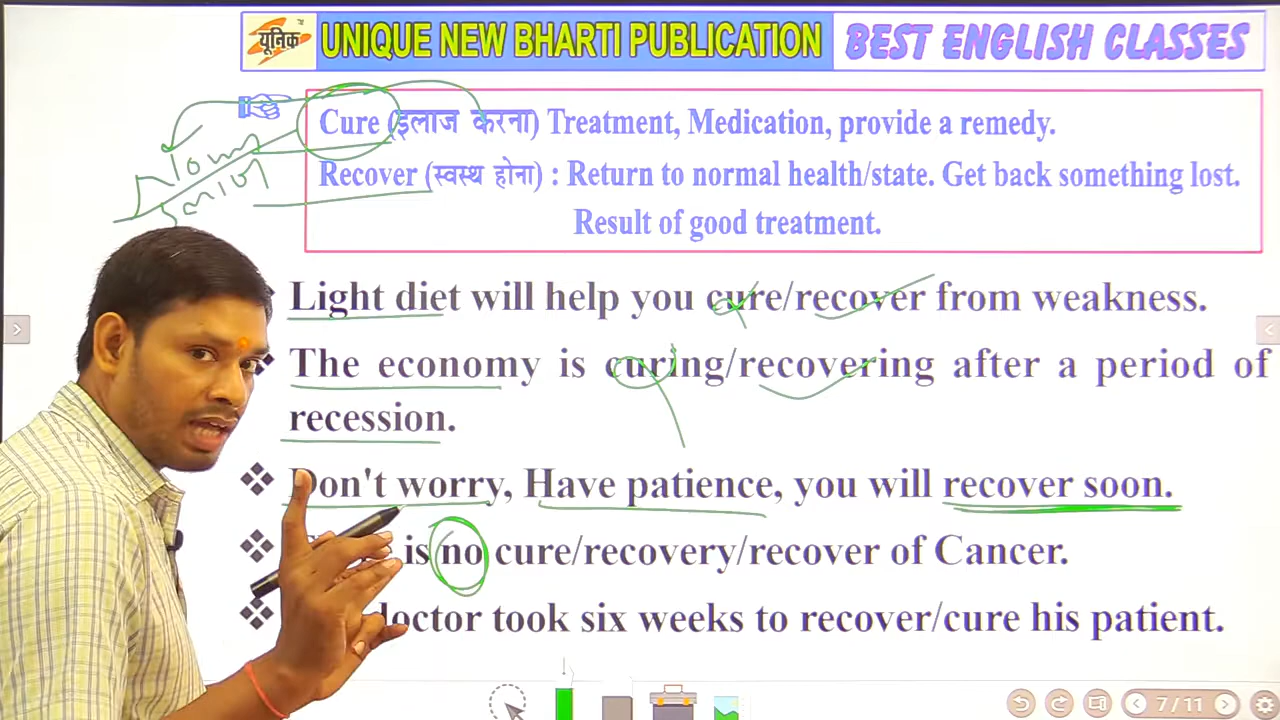 यूनिक UNIQUE NEW BHARTI PUBLICATION BEST ENGLISH CLASSES
Cure (इलाज करना) Treatment, Medication, provide a remedy.
Recover (स्वस्थ होना) : Return to normal health/state. Get back something lost.
Result of good treatment.
Light diet will help you cure/recover from weakness.
The economy is curing/recovering after a period of
recession.
Don't worry, Have patience, you will recover soon.
is no cure/recovery/recover of Cancer.
doctor took six weeks to recover/cure his patient.
7/11